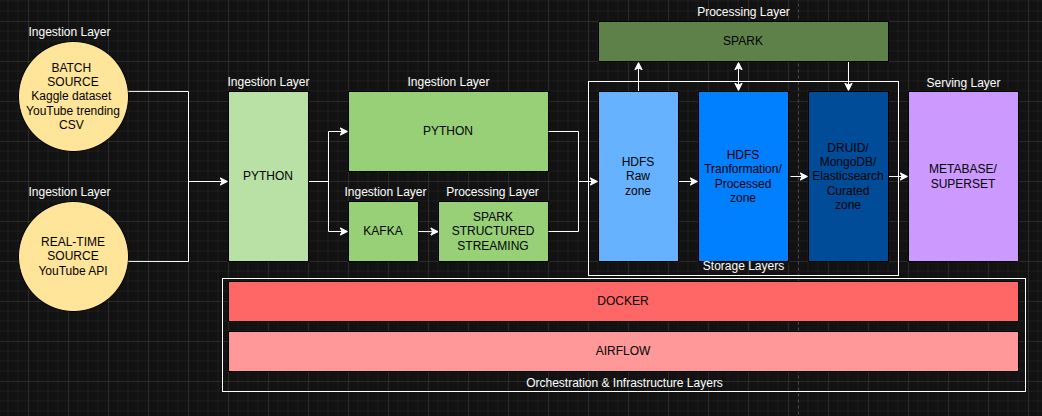 Ingestion Layer
BATCH
SOURCE
Kaggle dataset
YouTube trending
CSV
Ingestion Layer
REAL-TIME
SOURCE
YouTube API
Ingestion Layer
PYTHON
Ingestion Layer
PYTHON
Ingestion Layer
KAFKA
Processing Layer
SPARK
STRUCTURED
STREAMING
Processing Layer
SPARK
HDFS
Raw
zone
HDFS
Tranformation/
Processed
zone
DRUID/
MongoDB/
Elasticsearch
Curated
zone
Storage Layers
Serving Layer
METABASE/
SUPERSET
DOCKER
AIRFLOW
Orchestration & Infrastructure Layers